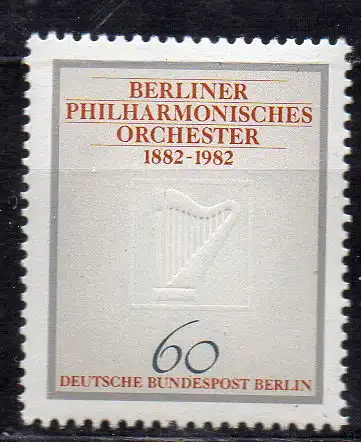 BERLINER
PHILHARMONISCHES
ORCHESTER
1882-1982
60
DEUTSCHE BUNDESPOST BERLIN